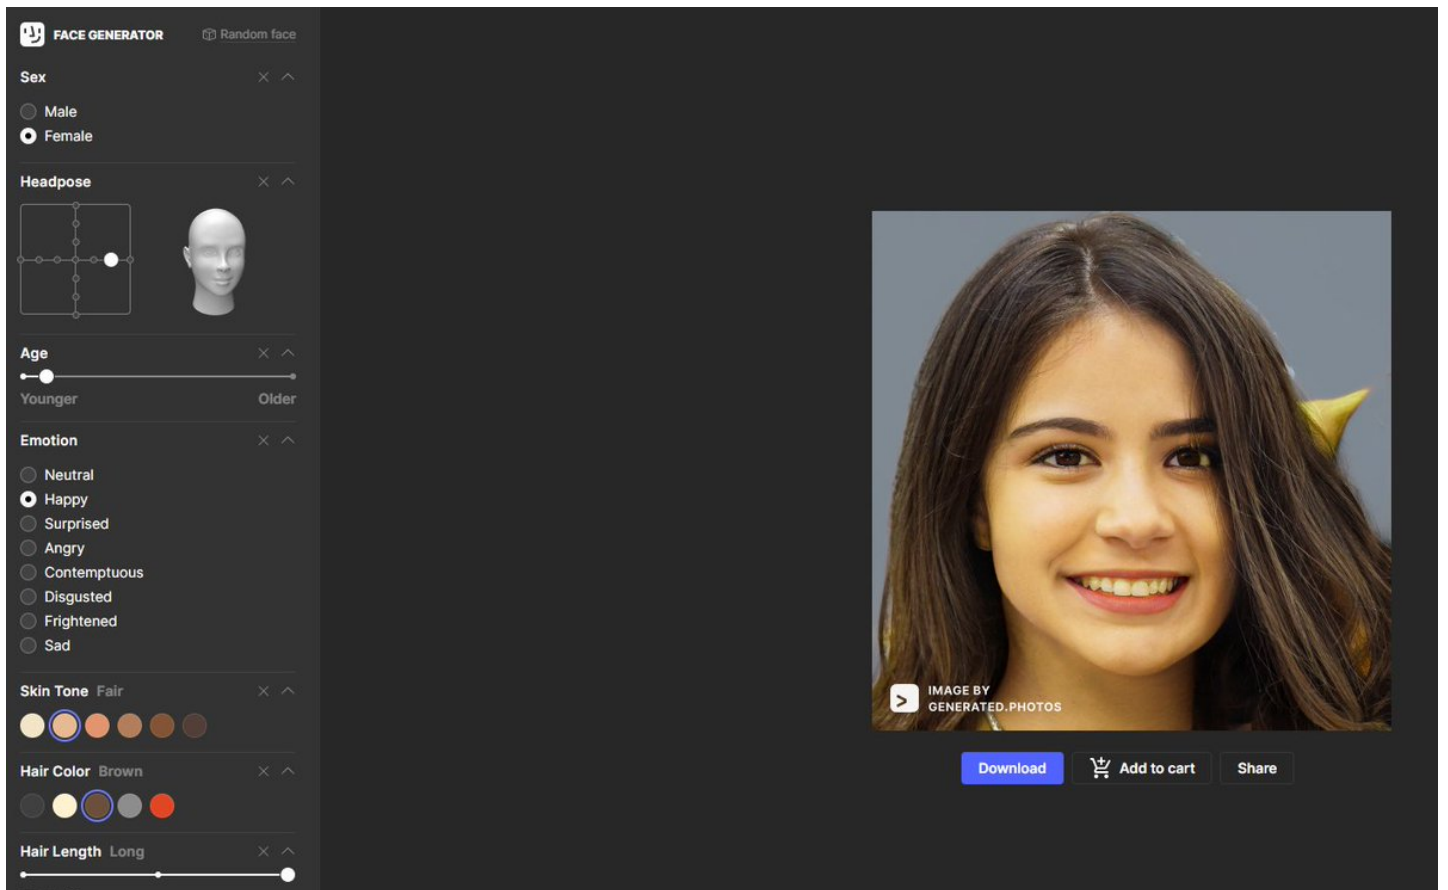 FACE GENERATOR
Random face
Sex
Male
Female
Headpose
Age
Younger Older
Emotion
Neutral
Happy
Surprised
Angry
Contemptuous
Disgusted
Frightened
Sad
Skin Tone Fair
Hair Color Brown
Hair Length Long
IMAGE BY
GENERATED.PHOTOS
Download Add to cart Share